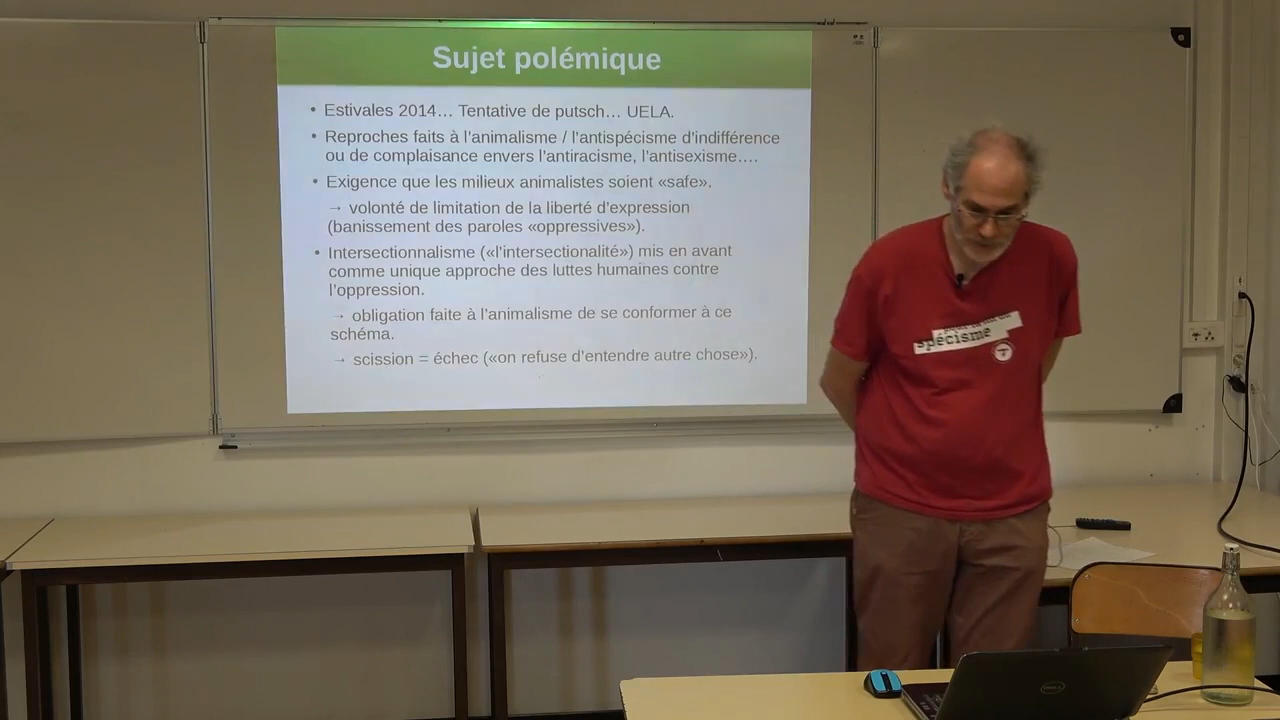 Sujet polémique
• Estivales 2014… Tentative de putsch… UELA.
• Reproches faits à l'animalisme / l'antispécisme d'indifférence
ou de complaisance envers l'antiracisme, l'antisexisme….
• Exigence que les milieux animalistes soient «safe».
→ volonté de limitation de la liberté d'expression
(banissement des paroles «oppressives»).
• Intersectionnalisme («l'intersectionalité») mis en avant
comme unique approche des luttes humaines contre
l'oppression.
→ obligation faite à l'animalisme de se conformer à ce
schéma.
→ scission = échec («on refuse d'entendre autre chose»).
spécisme
DELL